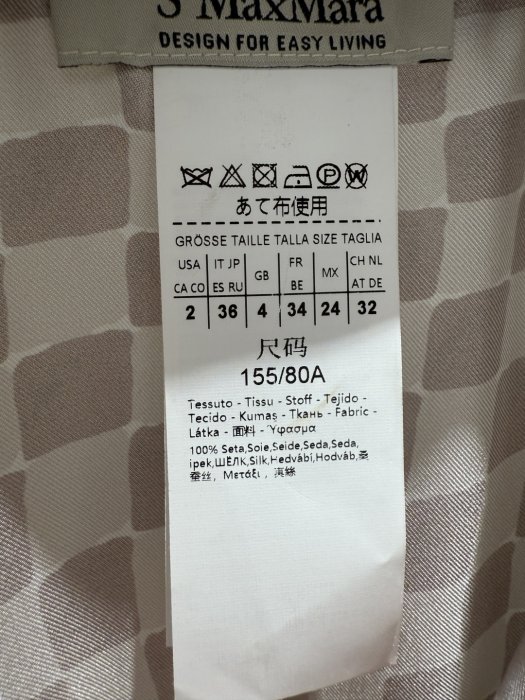 S MaxMara
DESIGN FOR EASY LIVING
あて布使用
GRÖSSE TAILLE TALLA SIZE TAGLIA
USA CA CO IT JP ES RU GB FR BE MX CH NL AT DE
2 36 4 34 24 32
尺码
155/80A
Tessuto - Tissu - Stoff - Tejido -
Tecido - Kumaş - Ткань - Fabric -
Látka - 面料 - Ύφασμα
100% Seta,Soie,Seide,Seda,Seda,
ipek,ШЁЛК,Silk,Hedvábí,Hodváb,桑
蚕丝, Μετάξι , 真絲